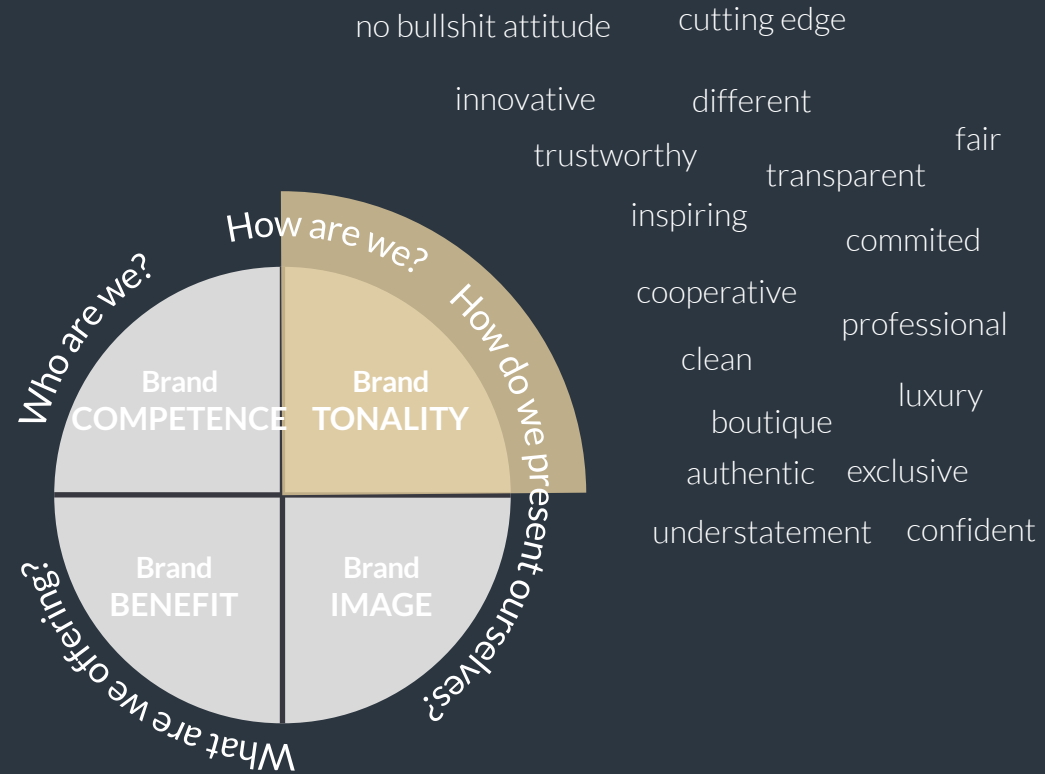 no bullshit attitude
cutting edge
innovative
different
fair
trustworthy
transparent
inspiring
commited
cooperative
professional
clean
luxury
boutique
authentic
exclusive
understatement
confident
Who are we?
How are we?
How do we present ourselves?
What are we offering?
Brand
COMPETENCE
Brand
TONALITY
Brand
BENEFIT
Brand
IMAGE